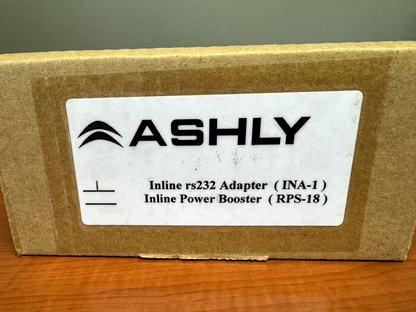 ASHLY
Inline rs232 Adapter ( INA-1 )
Inline Power Booster ( RPS-18 )